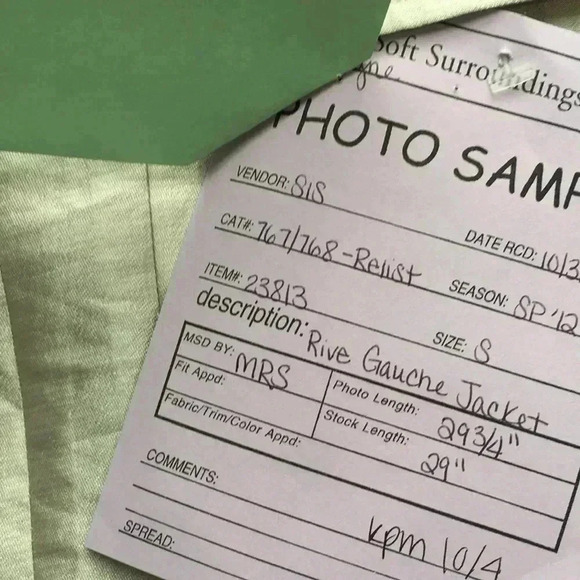 Soft Surroundings
PHOTO SAMP
VENDOR: SIS
DATE RCD: 10/3
CAT#: 767/768-Relist
SEASON: SP '12
ITEM#: 23813
SIZE: S
description: Rive Gauche Jacket
MSD BY: MRS
Photo Length: 29 3/4"
Fit Appd:
Stock Length: 29"
Fabric/Trim/Color Appd:
COMMENTS:
kpm 10/4
SPREAD: